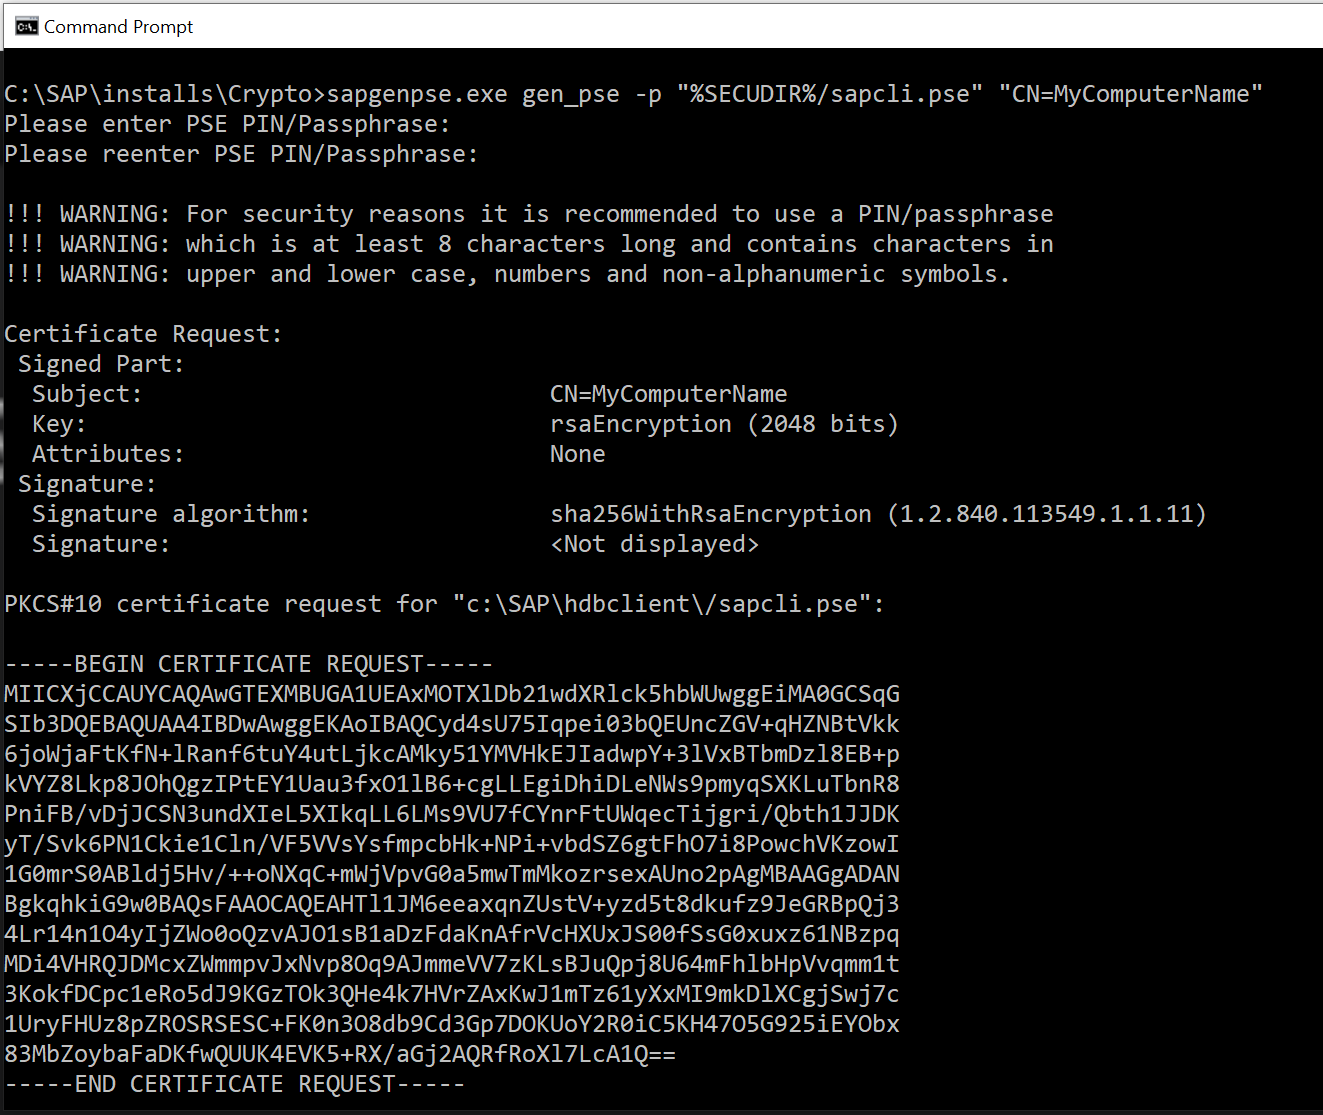 Command Prompt
C:\SAP\installs\Crypto>sapgenpse.exe gen_pse -p "%SECUDIR%/sapcli.pse" "CN=MyComputerName"
Please enter PSE PIN/Passphrase:
Please reenter PSE PIN/Passphrase:
!!! WARNING: For security reasons it is recommended to use a PIN/passphrase
!!! WARNING: which is at least 8 characters long and contains characters in
!!! WARNING: upper and lower case, numbers and non-alphanumeric symbols.
Certificate Request:
Signed Part:
Subject: CN=MyComputerName
Key: rsaEncryption (2048 bits)
Attributes: None
Signature:
Signature algorithm: sha256WithRsaEncryption (1.2.840.113549.1.1.11)
Signature: <Not displayed>
PKCS#10 certificate request for "c:\SAP\hdbclient\/sapcli.pse":
-----BEGIN CERTIFICATE REQUEST-----
MIICXjCCAUYCAQAwGTEXMBUGA1UEAxMOTXlDb21wdXRlck5hbWUwggEiMA0GCSqG
SIb3DQEBAQUAA4IBDwAwggEKAoIBAQCyd4sU75Iqpei03bQEUncZGV+qHZNBtVkk
6joWjaFtKfN+lRanf6tuY4utLjkcAMky51YMVHkEJIadwpY+3lVxBTbmDzl8EB+p
kVYZ8Lkp8JOhQgzIPtEY1Uau3fxO1lB6+cgLLEgiDhiDLeNWs9pmyqSXKLuTbnR8
PniFB/vDjJCSN3undXIeL5XIkqLL6LMs9VU7fCYnrFtUWqecTijgri/Qbth1JJDK
yT/Svk6PN1Ckie1Cln/VF5VVsYsfmpcbHk+NPi+vbdSZ6gtFhO7i8PowchVKzowI
1G0mrS0ABldj5Hv/++oNXqC+mWjVpvG0a5mwTmMkozrsexAUno2pAgMBAAGgADAN
BgkqhkiG9w0BAQsFAAOCAQEAHTl1JM6eeaxqnZUstV+yzd5t8dkufz9JeGRBpQj3
4Lr14n1O4yIjZWo0oQzvAJO1sB1aDzFdaKnAfrVcHXUxJS00fSsG0xuxz61NBzpq
MDi4VHRQJDMcxZWmmpvJxNvp8Oq9AJmmeVV7zKLsBJuQpj8U64mFhlbHpVvqmm1t
3KokfDCpc1eRo5dJ9KGzTOk3QHe4k7HVrZAxKwJ1mTz61yXxMI9mkDlXCgjSwj7c
1UryFHUz8pZROSRSESC+FK0n3O8db9Cd3Gp7DOKUoY2R0iC5KH47O5G925iEYObx
83MbZoybaFaDKfwQUUK4EVK5+RX/aGj2AQRfRoXl7LcA1Q==
-----END CERTIFICATE REQUEST-----